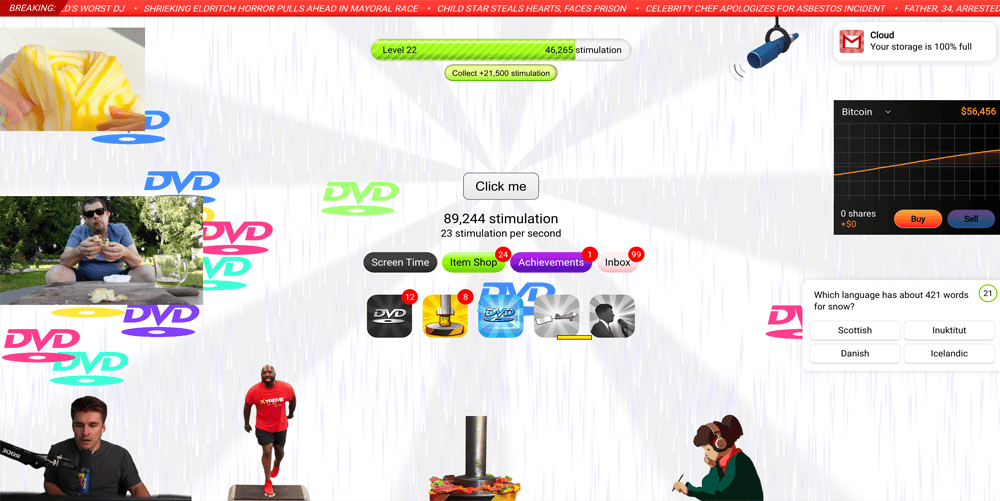 BREAKING:
D'S WORST DJ • SHRIEKING ELDRITCH HORROR PULLS AHEAD IN MAYORAL RACE • CHILD STAR STEALS HEARTS, FACES PRISON • CELEBRITY CHEF APOLOGIZES FOR ASBESTOS INCIDENT • FATHER, 34, ARRESTED
Level 22
46,265 stimulation
Collect +21,500 stimulation
Cloud
Your storage is 100% full
Bitcoin
$56,456
0 shares
+$0
Buy
Sell
DVD
DVD
DVD
DVD
DVD
Click me
89,244 stimulation
23 stimulation per second
Screen Time
Item Shop
24
Achievements
1
Inbox
99
DVD
12
8
DVD
DVD
Which language has about 421 words
for snow?
21
Scottish
Inuktitut
Danish
Icelandic
DVD
DVD
DVD
XTREME
RODE